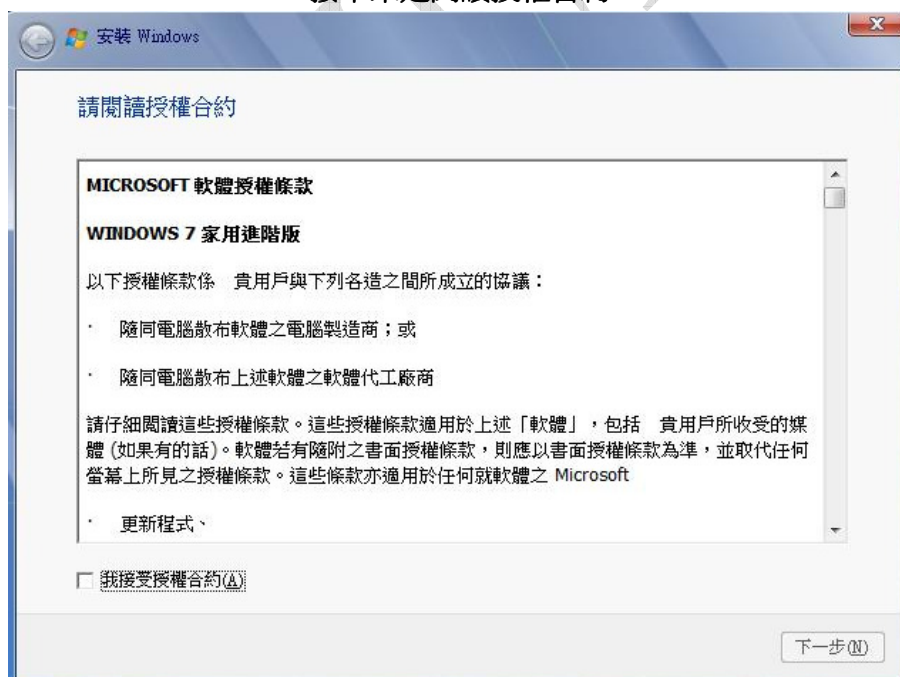 安裝 Windows
請閱讀授權合約
MICROSOFT 軟體授權條款
WINDOWS 7 家用進階版
以下授權條款係　貴用戶與下列各造之間所成立的協議：
· 隨同電腦散布軟體之電腦製造商；或
· 隨同電腦散布上述軟體之軟體代工廠商
請仔細閱讀這些授權條款。這些授權條款適用於上述「軟體」，包括　貴用戶所收受的媒
體 (如果有的話)。軟體若有隨附之書面授權條款，則應以書面授權條款為準，並取代任何
螢幕上所見之授權條款。這些條款亦適用於任何就軟體之 Microsoft
· 更新程式、
我接受授權合約(A)
下一步(N)